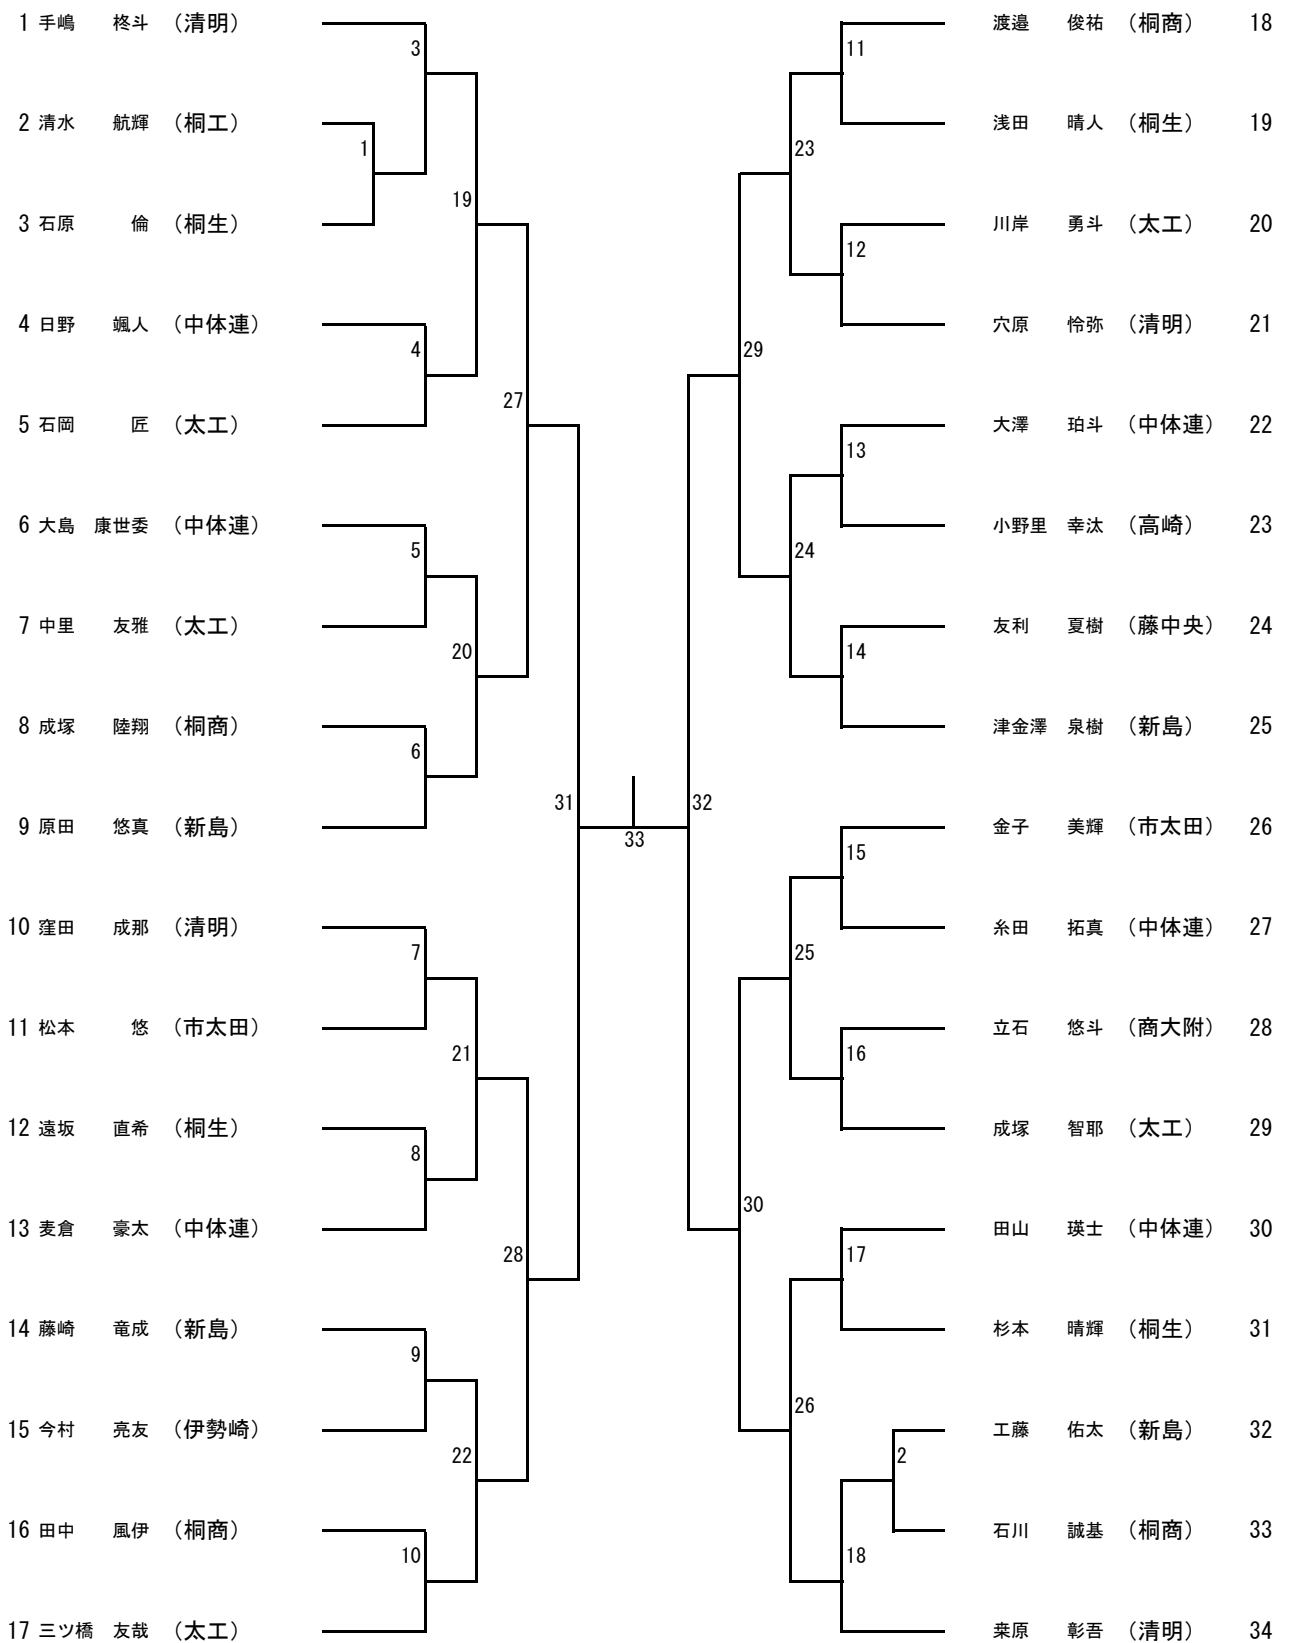 1 手嶋 柊斗 （清明）
2 清水 航輝 （桐工）
3 石原 倫 （桐生）
4 日野 颯人 （中体連）
5 石岡 匠 （太工）
6 大島 康世委 （中体連）
7 中里 友雅 （太工）
8 成塚 陸翔 （桐商）
9 原田 悠真 （新島）
10 窪田 成那 （清明）
11 松本 悠 （市太田）
12 遠坂 直希 （桐生）
13 麦倉 豪太 （中体連）
14 藤崎 竜成 （新島）
15 今村 亮友 （伊勢崎）
16 田中 風伊 （桐商）
17 三ツ橋 友哉 （太工）
3
1
19
4
27
5
20
6
31
7
21
8
28
9
22
10
33
32
11
23
12
29
13
24
14
15
25
16
30
17
26
2
18
渡邉 俊祐 （桐商） 18
浅田 晴人 （桐生） 19
川岸 勇斗 （太工） 20
穴原 怜弥 （清明） 21
大澤 珀斗 （中体連） 22
小野里 幸汰 （高崎） 23
友利 夏樹 （藤中央） 24
津金澤 泉樹 （新島） 25
金子 美輝 （市太田） 26
糸田 拓真 （中体連） 27
立石 悠斗 （商大附） 28
成塚 智耶 （太工） 29
田山 瑛士 （中体連） 30
杉本 晴輝 （桐生） 31
工藤 佑太 （新島） 32
石川 誠基 （桐商） 33
桒原 彰吾 （清明） 34